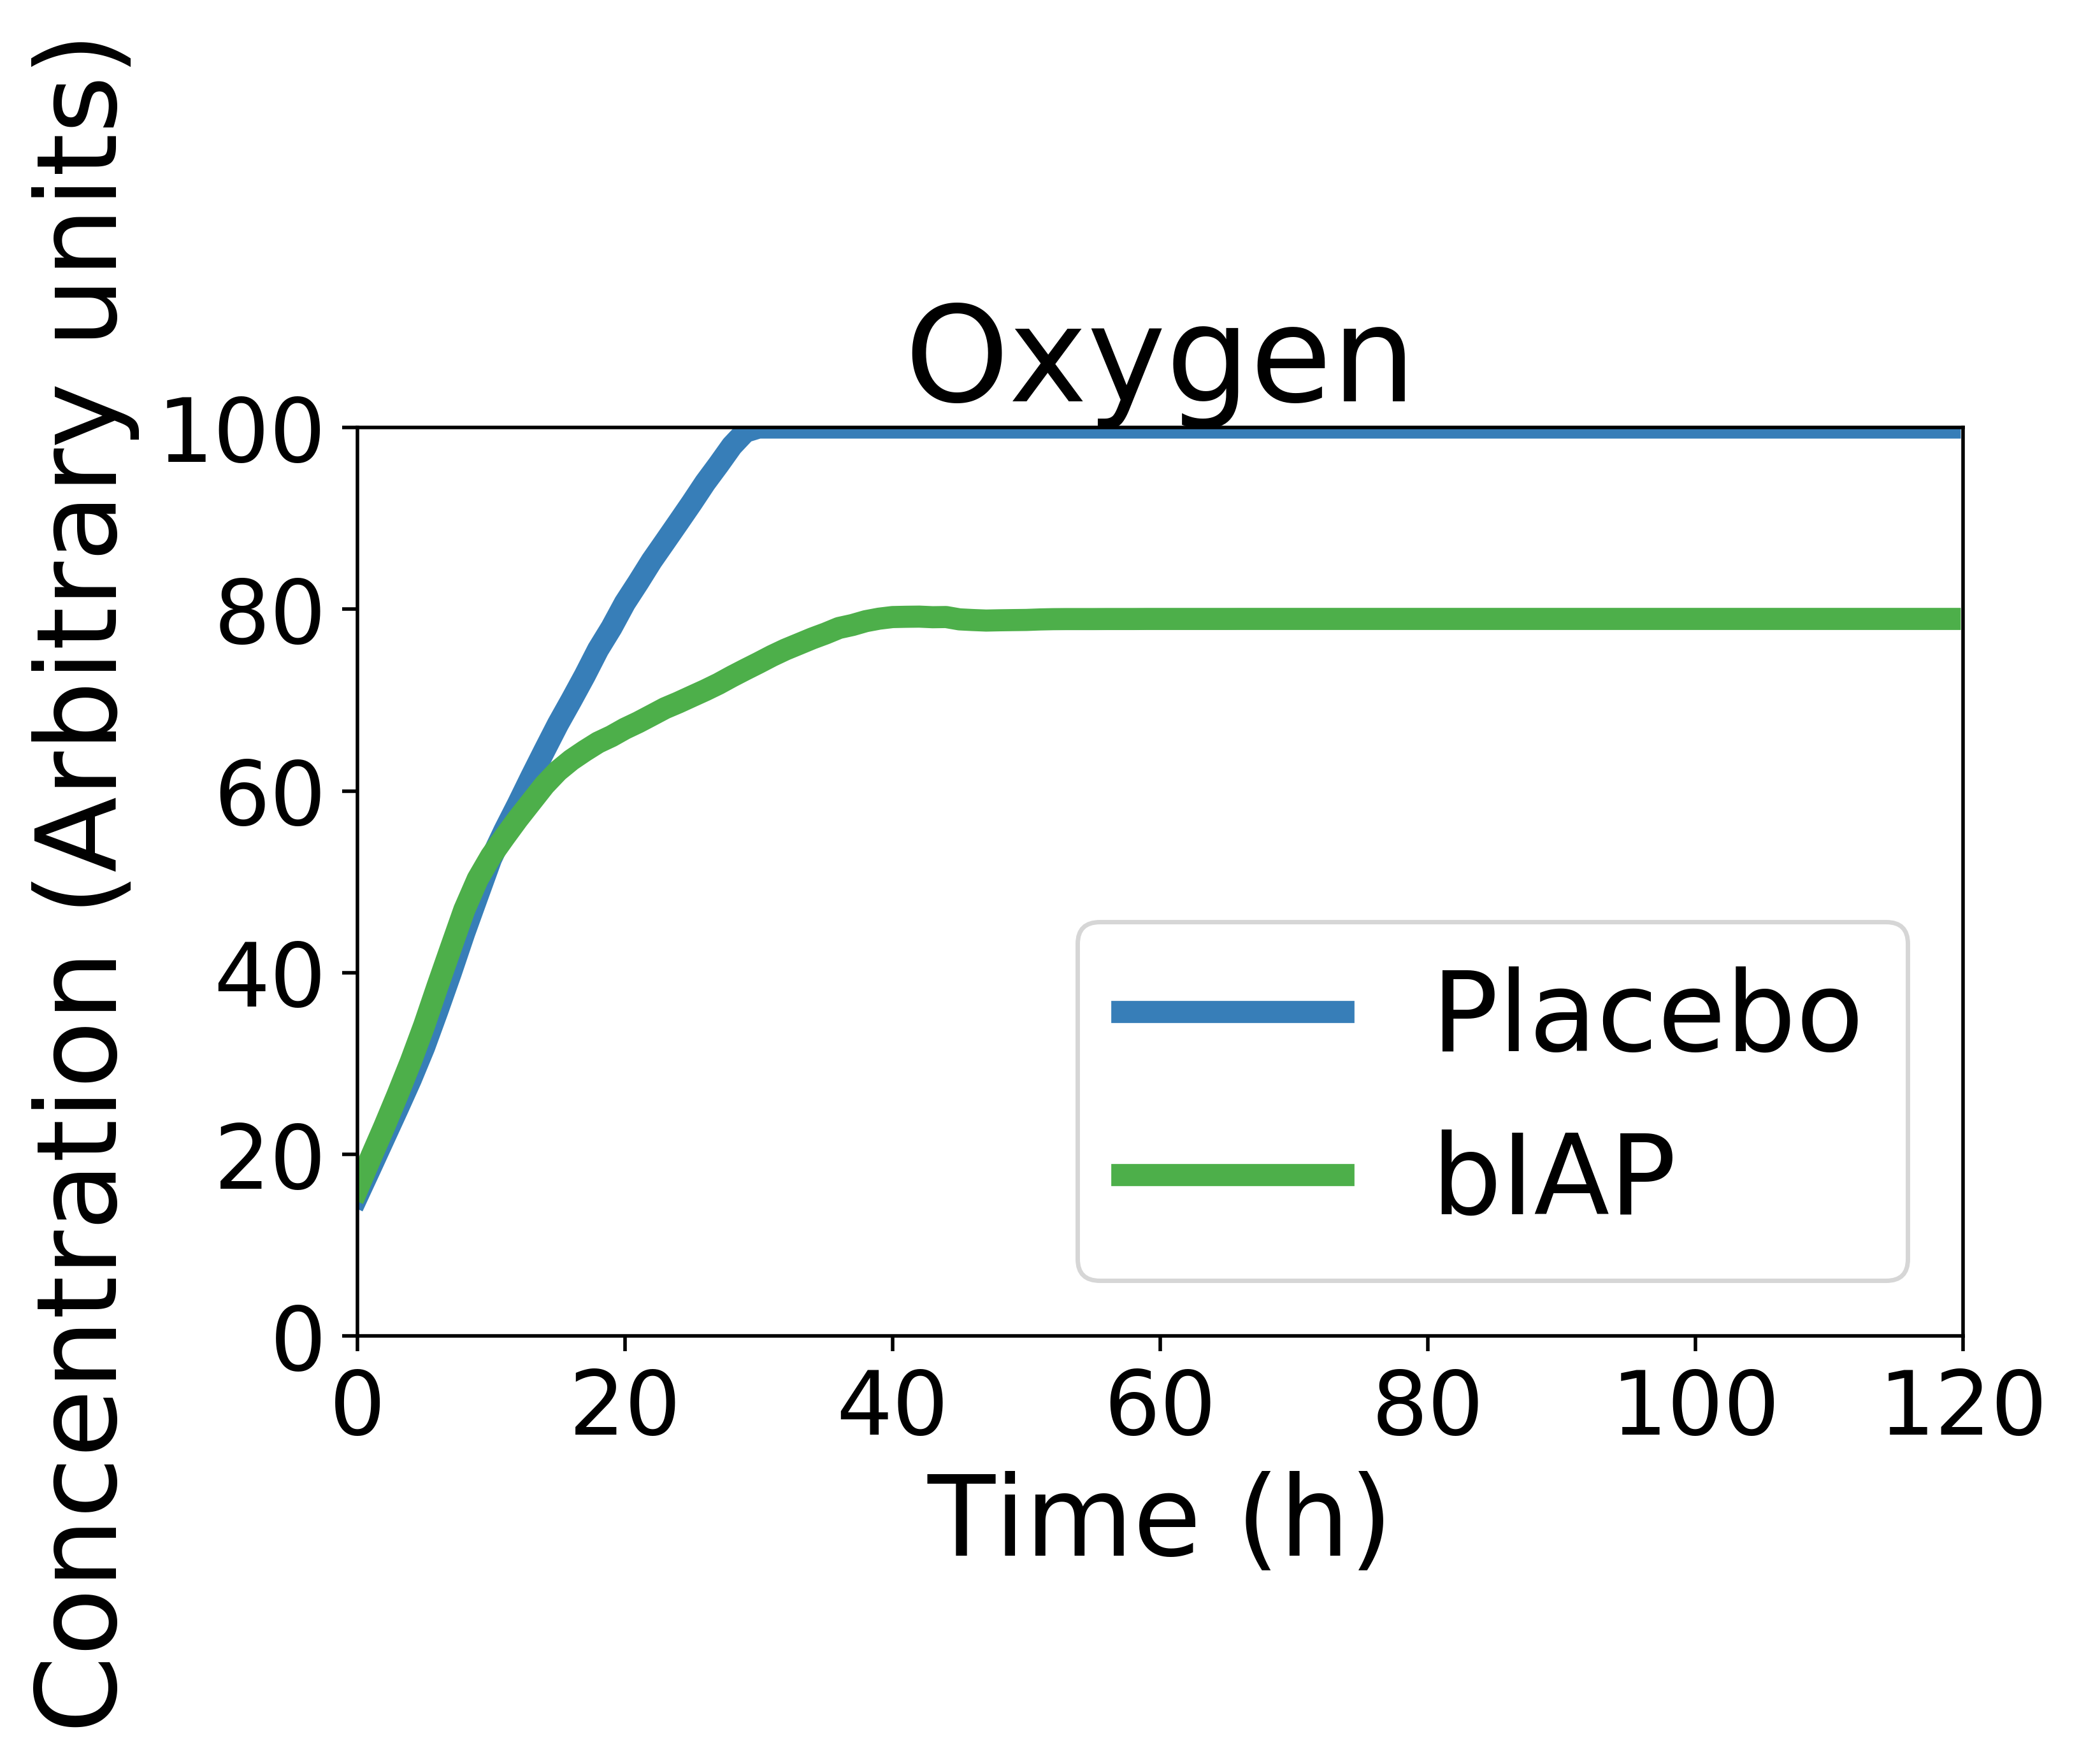 Oxygen
Concentration (Arbitrary units)
100
80
60
40
20
0
Placebo
bIAP
0 20 40 60 80 100 120
Time (h)